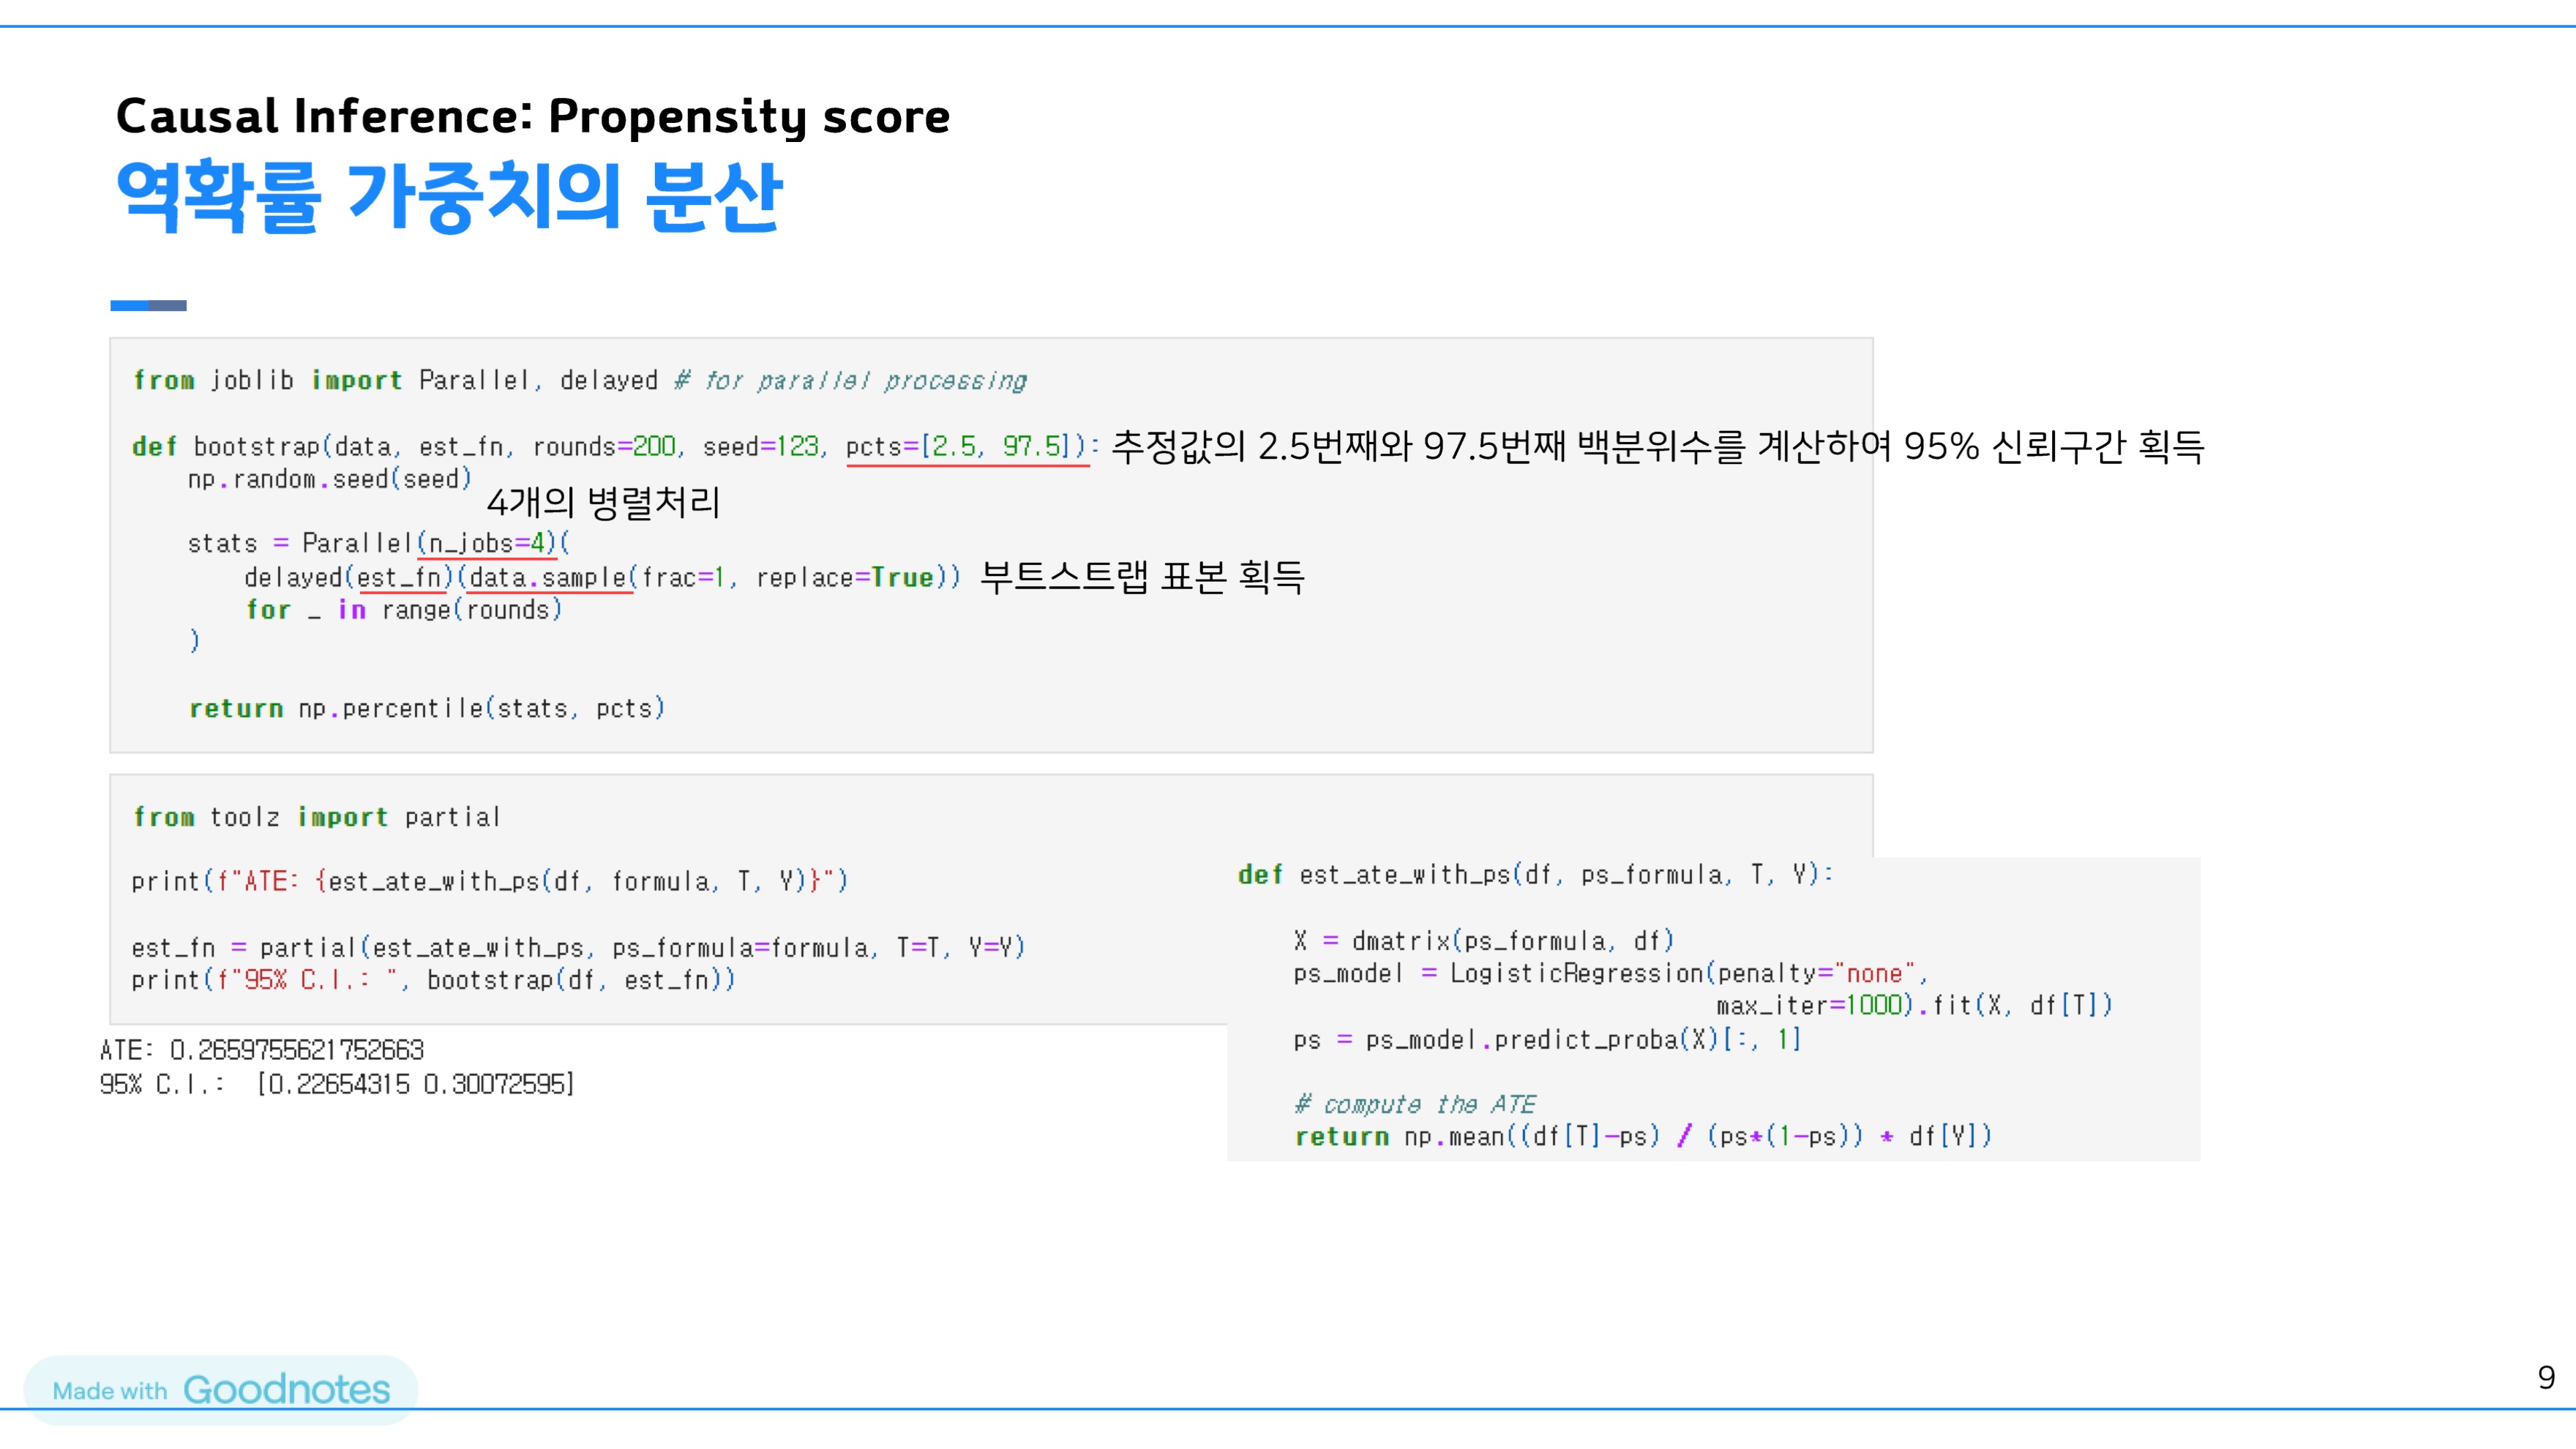 Causal Inference: Propensity score
역확률 가중치의 분산
from joblib import Parallel, delayed # for parallel processing
def bootstrap(data, est_fn, rounds=200, seed=123, pcts=[2.5, 97.5]): 추정값의 2.5번째와 97.5번째 백분위수를 계산하여 95% 신뢰구간 획득
np.random.seed(seed)
4개의 병렬처리
stats = Parallel(n_jobs=4)(
delayed(est_fn)(data.sample(frac=1, replace=True)) 부트스트랩 표본 획득
for _ in range(rounds)
)
return np.percentile(stats, pcts)
from toolz import partial
print(f"ATE: {est_ate_with_ps(df, formula, T, Y)}")
est_fn = partial(est_ate_with_ps, ps_formula=formula, T=T, Y=Y)
print(f"95% C.I.: ", bootstrap(df, est_fn))
ATE: 0.2659755621752663
95% C.I.:  [0.22654315 0.30072595]
def est_ate_with_ps(df, ps_formula, T, Y):
X = dmatrix(ps_formula, df)
ps_model = LogisticRegression(penalty="none",
max_iter=1000).fit(X, df[T])
ps = ps_model.predict_proba(X)[:, 1]
# compute the ATE
return np.mean((df[T]-ps) / (ps*(1-ps)) * df[Y])
Made with Goodnotes
9